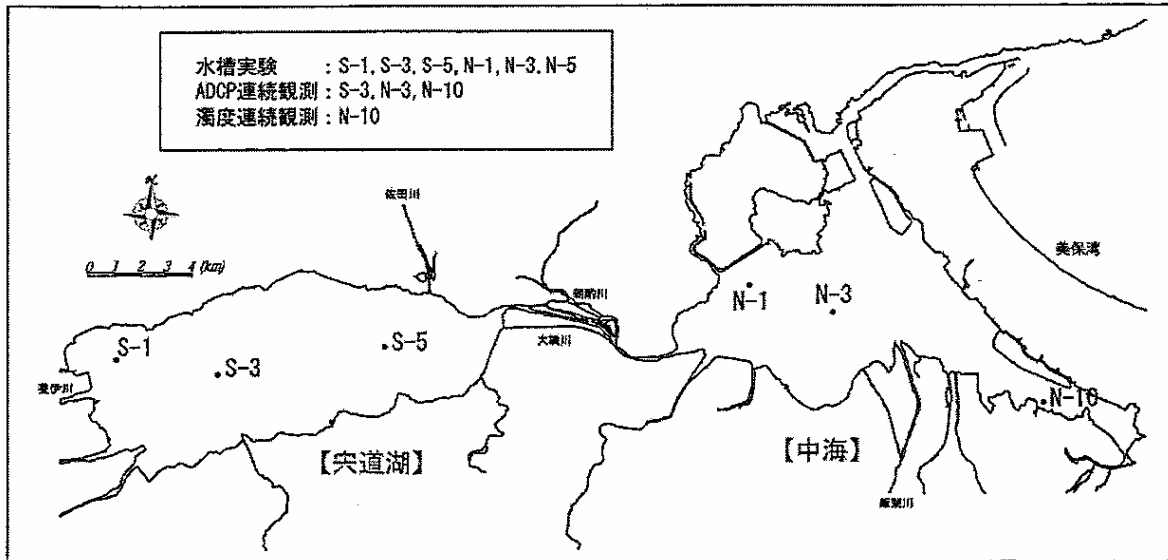 水槽実験 : S-1, S-3, S-5, N-1, N-3, N-5
ADCP連続観測 : S-3, N-3, N-10
濁度連続観測 : N-10
佐田川
0 1 2 3 4 (km)
美保湾
朝酌川
N-1
N-3
S-5
大橋川
S-1
S-3
斐伊川
N-10
【宍道湖】
【中海】
飯梨川